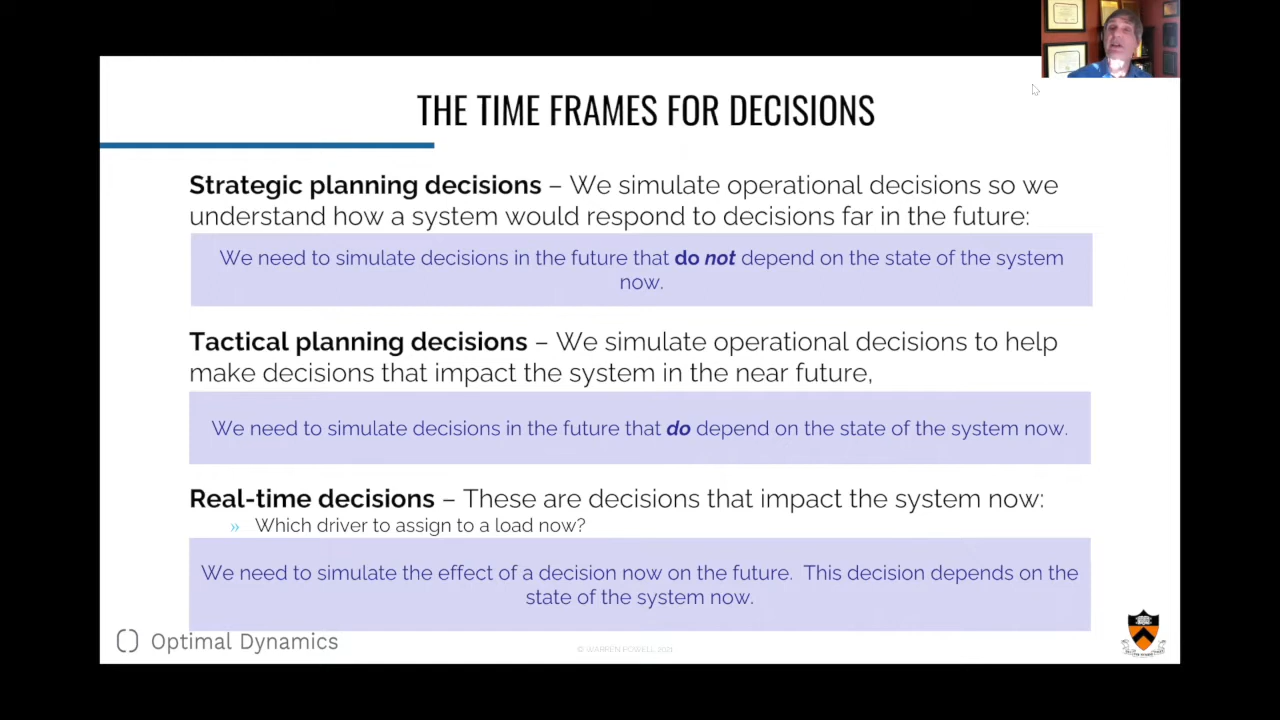 THE TIME FRAMES FOR DECISIONS
Strategic planning decisions – We simulate operational decisions so we
understand how a system would respond to decisions far in the future:
We need to simulate decisions in the future that do not depend on the state of the system
now.
Tactical planning decisions – We simulate operational decisions to help
make decisions that impact the system in the near future,
We need to simulate decisions in the future that do depend on the state of the system now.
Real-time decisions – These are decisions that impact the system now:
» Which driver to assign to a load now?
We need to simulate the effect of a decision now on the future. This decision depends on the
state of the system now.
Optimal Dynamics
© WARREN POWELL 2021